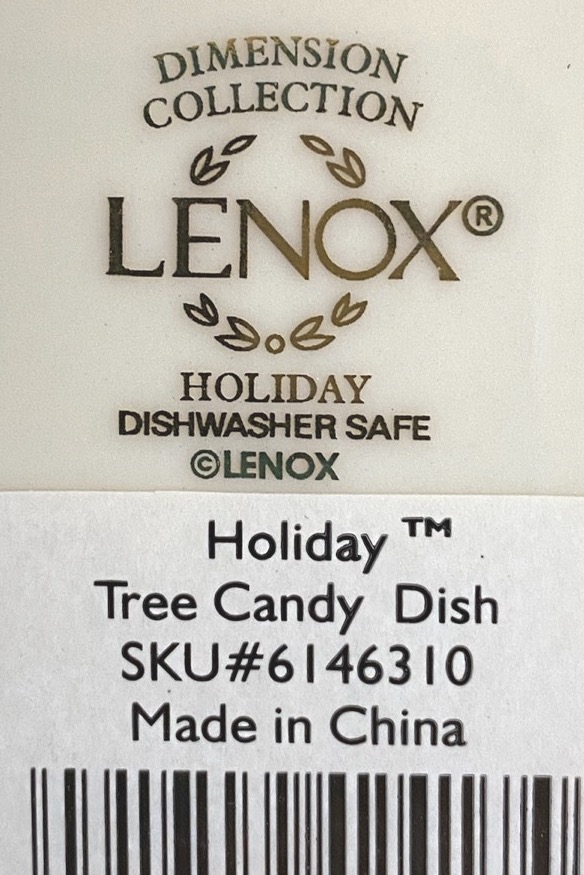 DIMENSION
COLLECTION
LENOX®
HOLIDAY
DISHWASHER SAFE
©LENOX
Holiday ™
Tree Candy Dish
SKU#6146310
Made in China